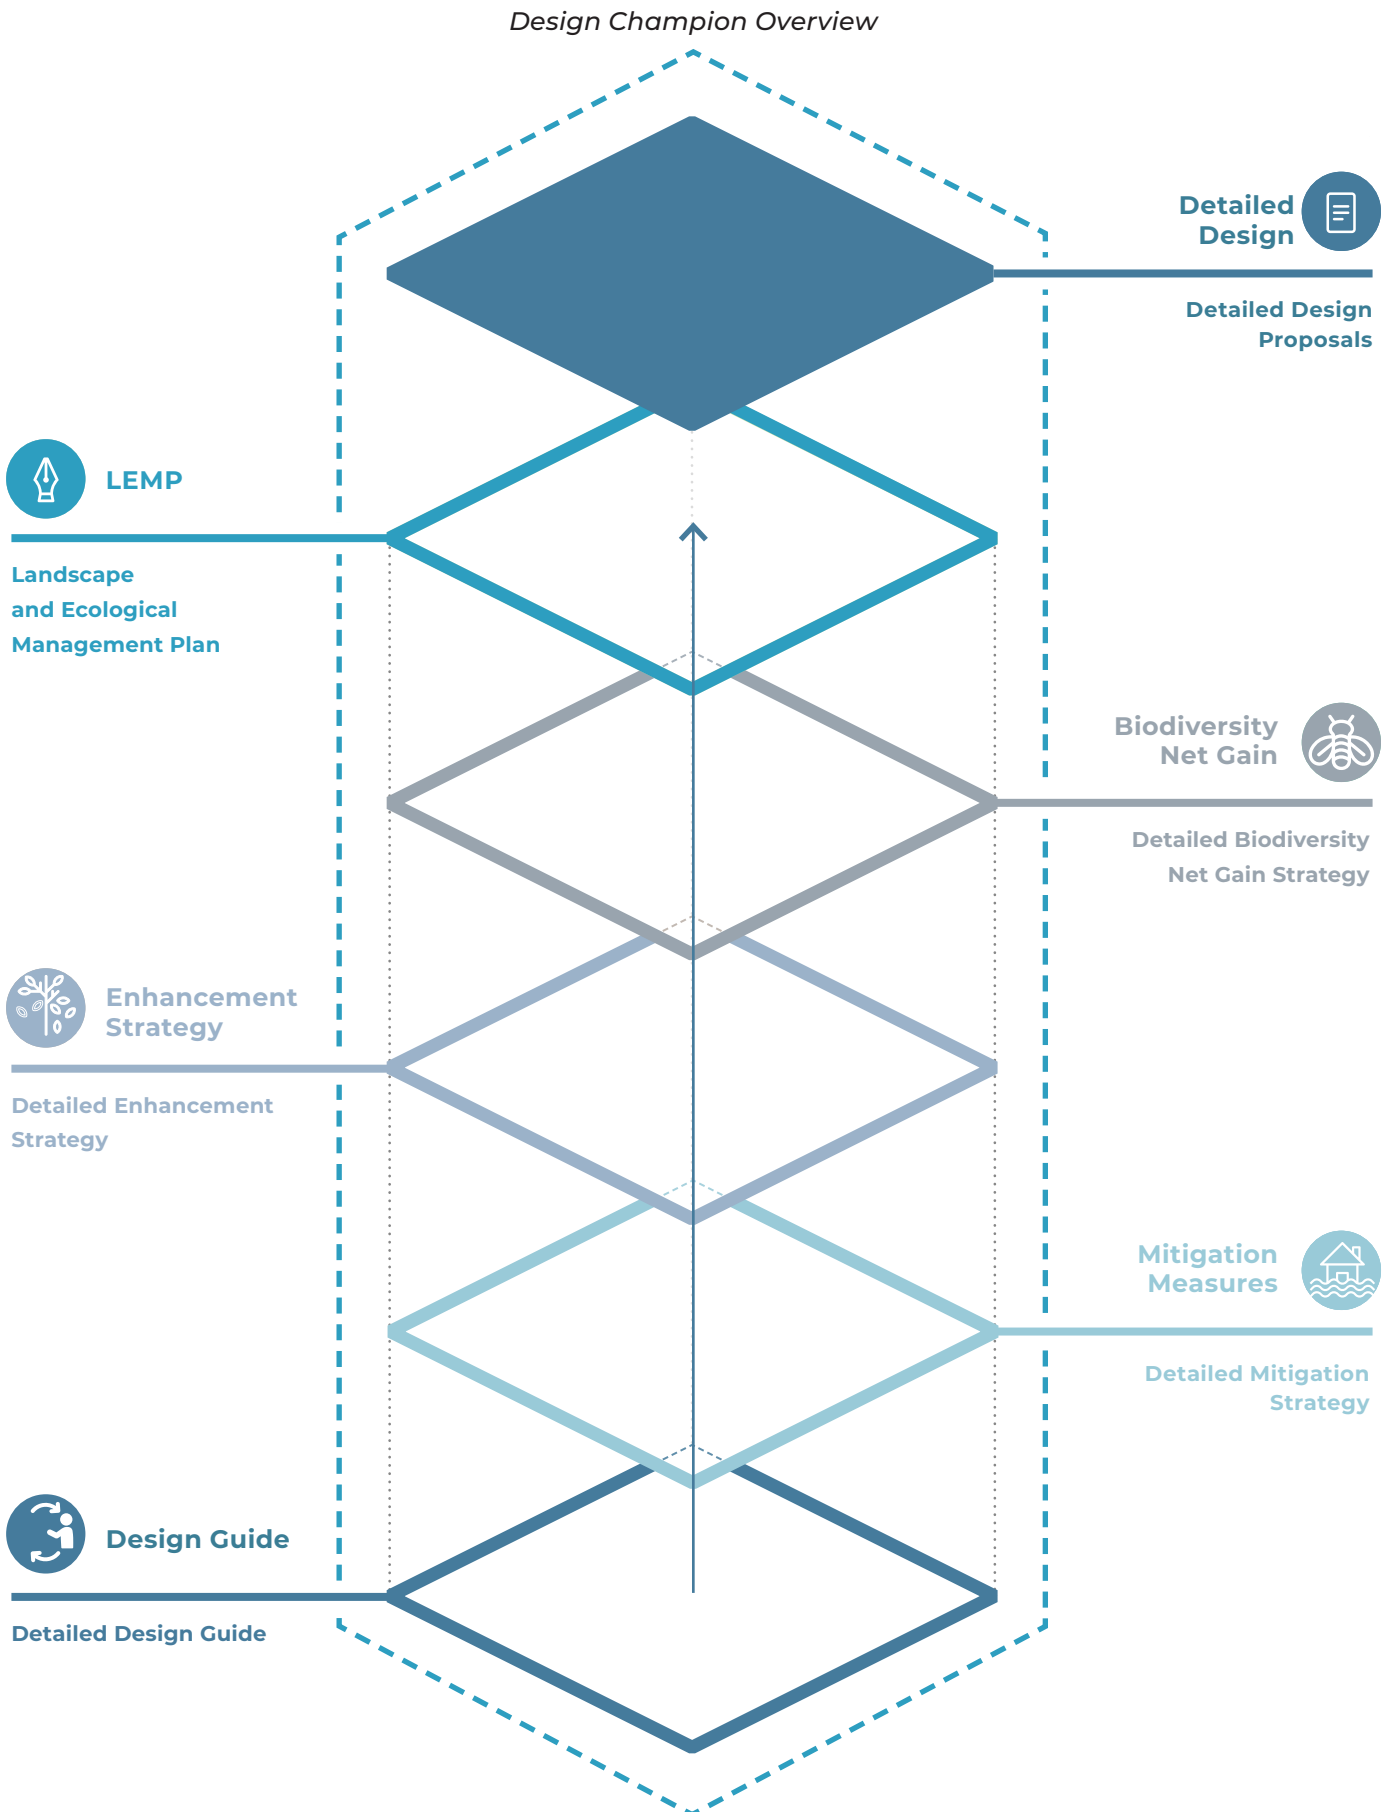 Design Champion Overview
Detailed
Design
Detailed Design
Proposals
LEMP
Landscape
and Ecological
Management Plan
Biodiversity
Net Gain
Detailed Biodiversity
Net Gain Strategy
Enhancement
Strategy
Detailed Enhancement
Strategy
Mitigation
Measures
Detailed Mitigation
Strategy
Design Guide
Detailed Design Guide